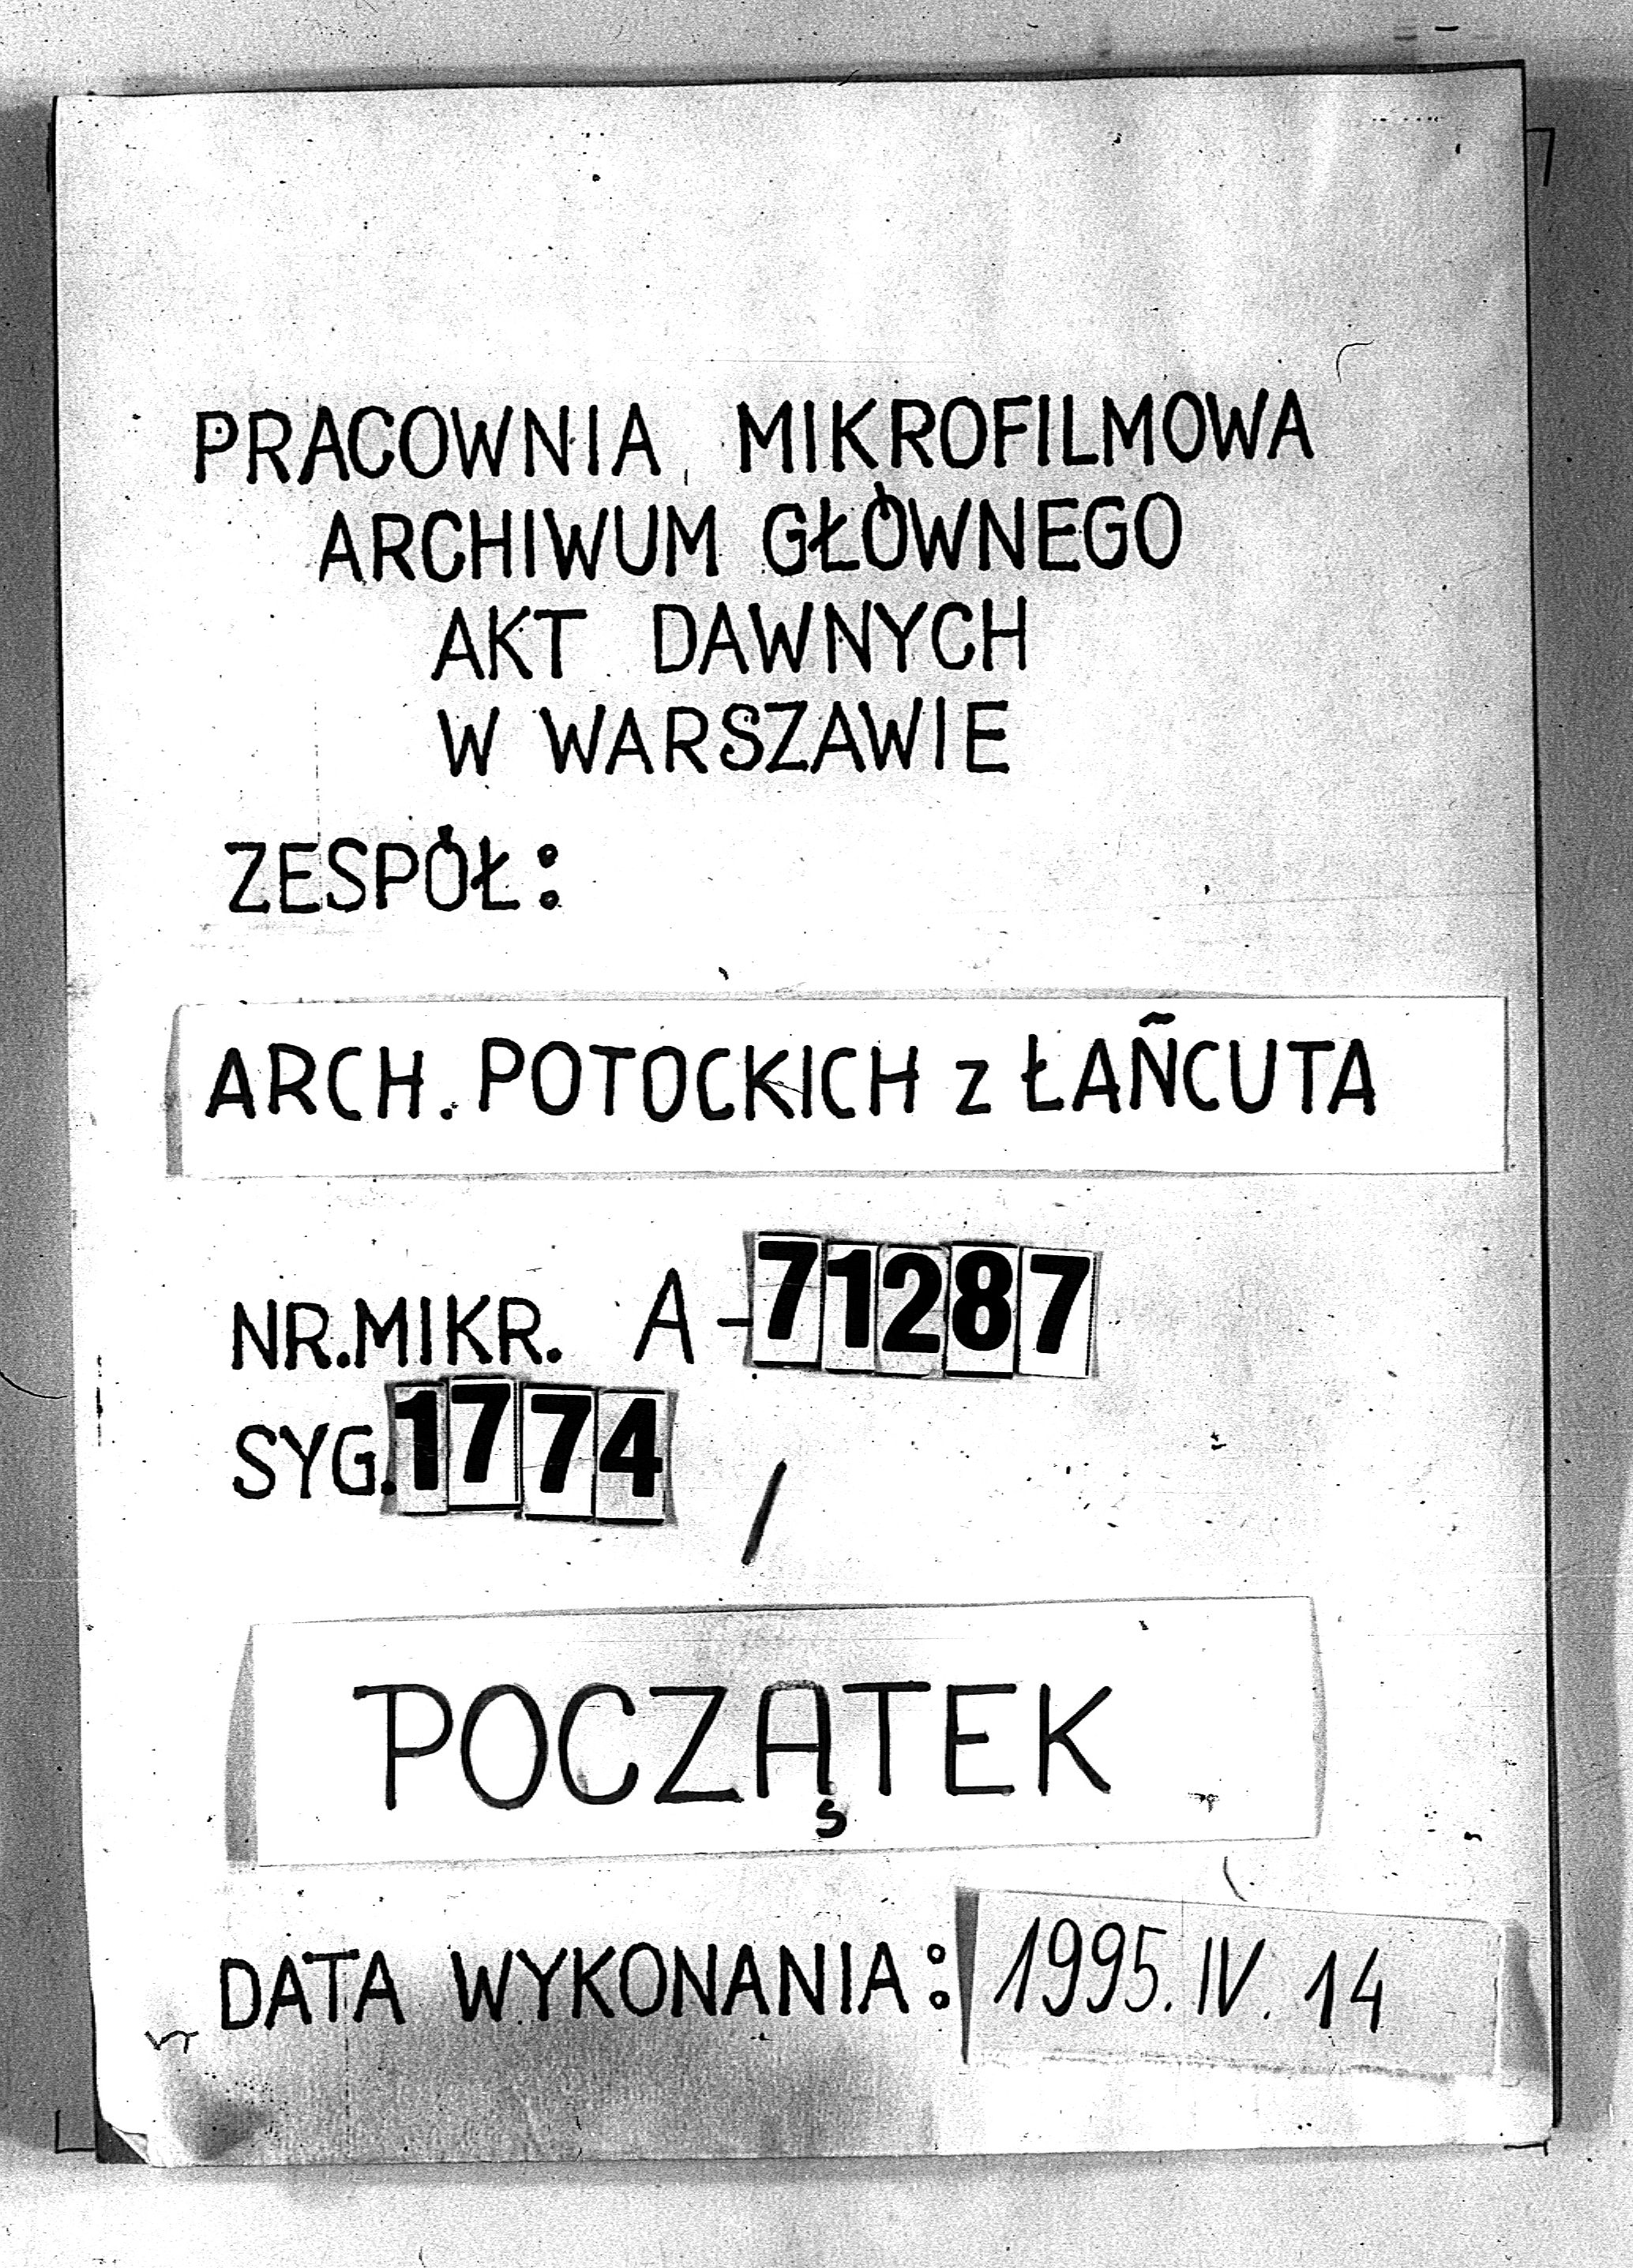 PRACOWNIA MIKROFILMOWA
ARCHIWUM GŁÓWNEGO
AKT DAWNYCH
W WARSZAWIE
ZESPÓŁ:
ARCH. POTOCKICH z ŁAÑCUTA
NR.MIKR. A-71287
SYG. 1774 /
POCZĄTEK
DATA WYKONANIA: 1995. IV. 14